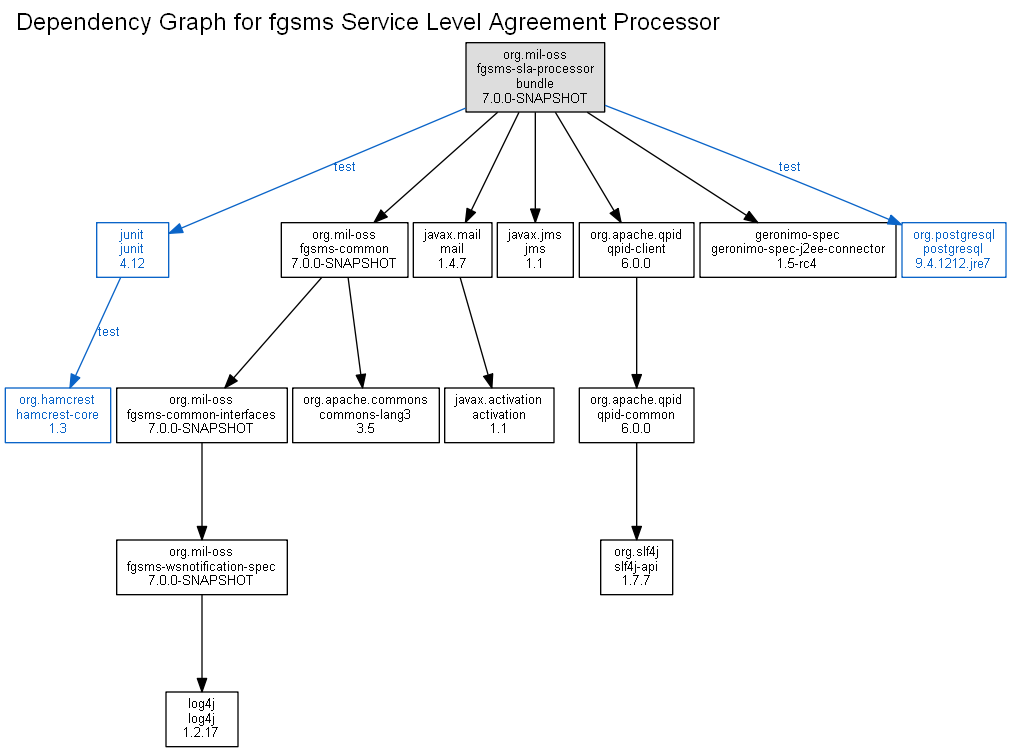 Dependency Graph for fgsms Service Level Agreement Processor
org.mil-oss
fgsms-sla-processor
bundle
7.0.0-SNAPSHOT
test
test
junit
junit
4.12
org.mil-oss
fgsms-common
7.0.0-SNAPSHOT
javax.mail
mail
1.4.7
javax.jms
jms
1.1
org.apache.qpid
qpid-client
6.0.0
geronimo-spec
geronimo-spec-j2ee-connector
1.5-rc4
org.postgresql
postgresql
9.4.1212.jre7
test
org.hamcrest
hamcrest-core
1.3
org.mil-oss
fgsms-common-interfaces
7.0.0-SNAPSHOT
org.apache.commons
commons-lang3
3.5
javax.activation
activation
1.1
org.apache.qpid
qpid-common
6.0.0
org.mil-oss
fgsms-wsnotification-spec
7.0.0-SNAPSHOT
org.slf4j
slf4j-api
1.7.7
log4j
log4j
1.2.17